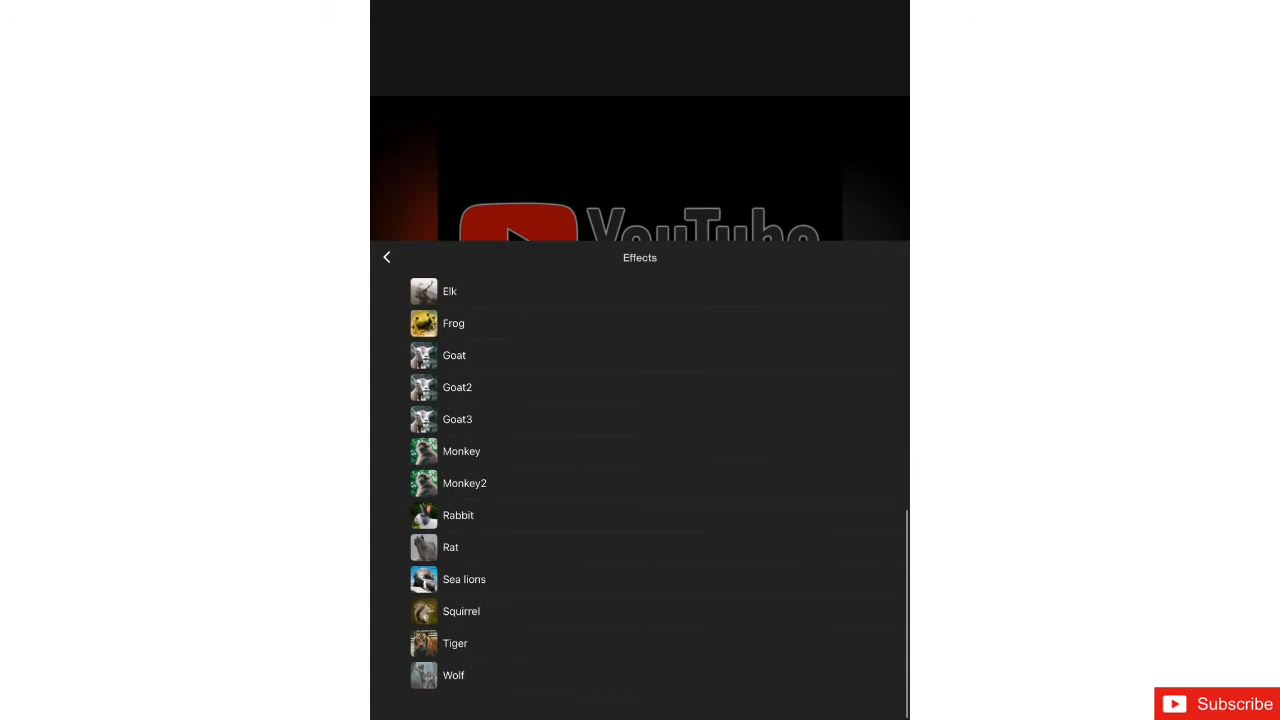 YouTube
Effects
Elk
Frog
Goat
Goat2
Goat3
Monkey
Monkey2
Rabbit
Rat
Sea lions
Squirrel
Tiger
Wolf
Subscribe